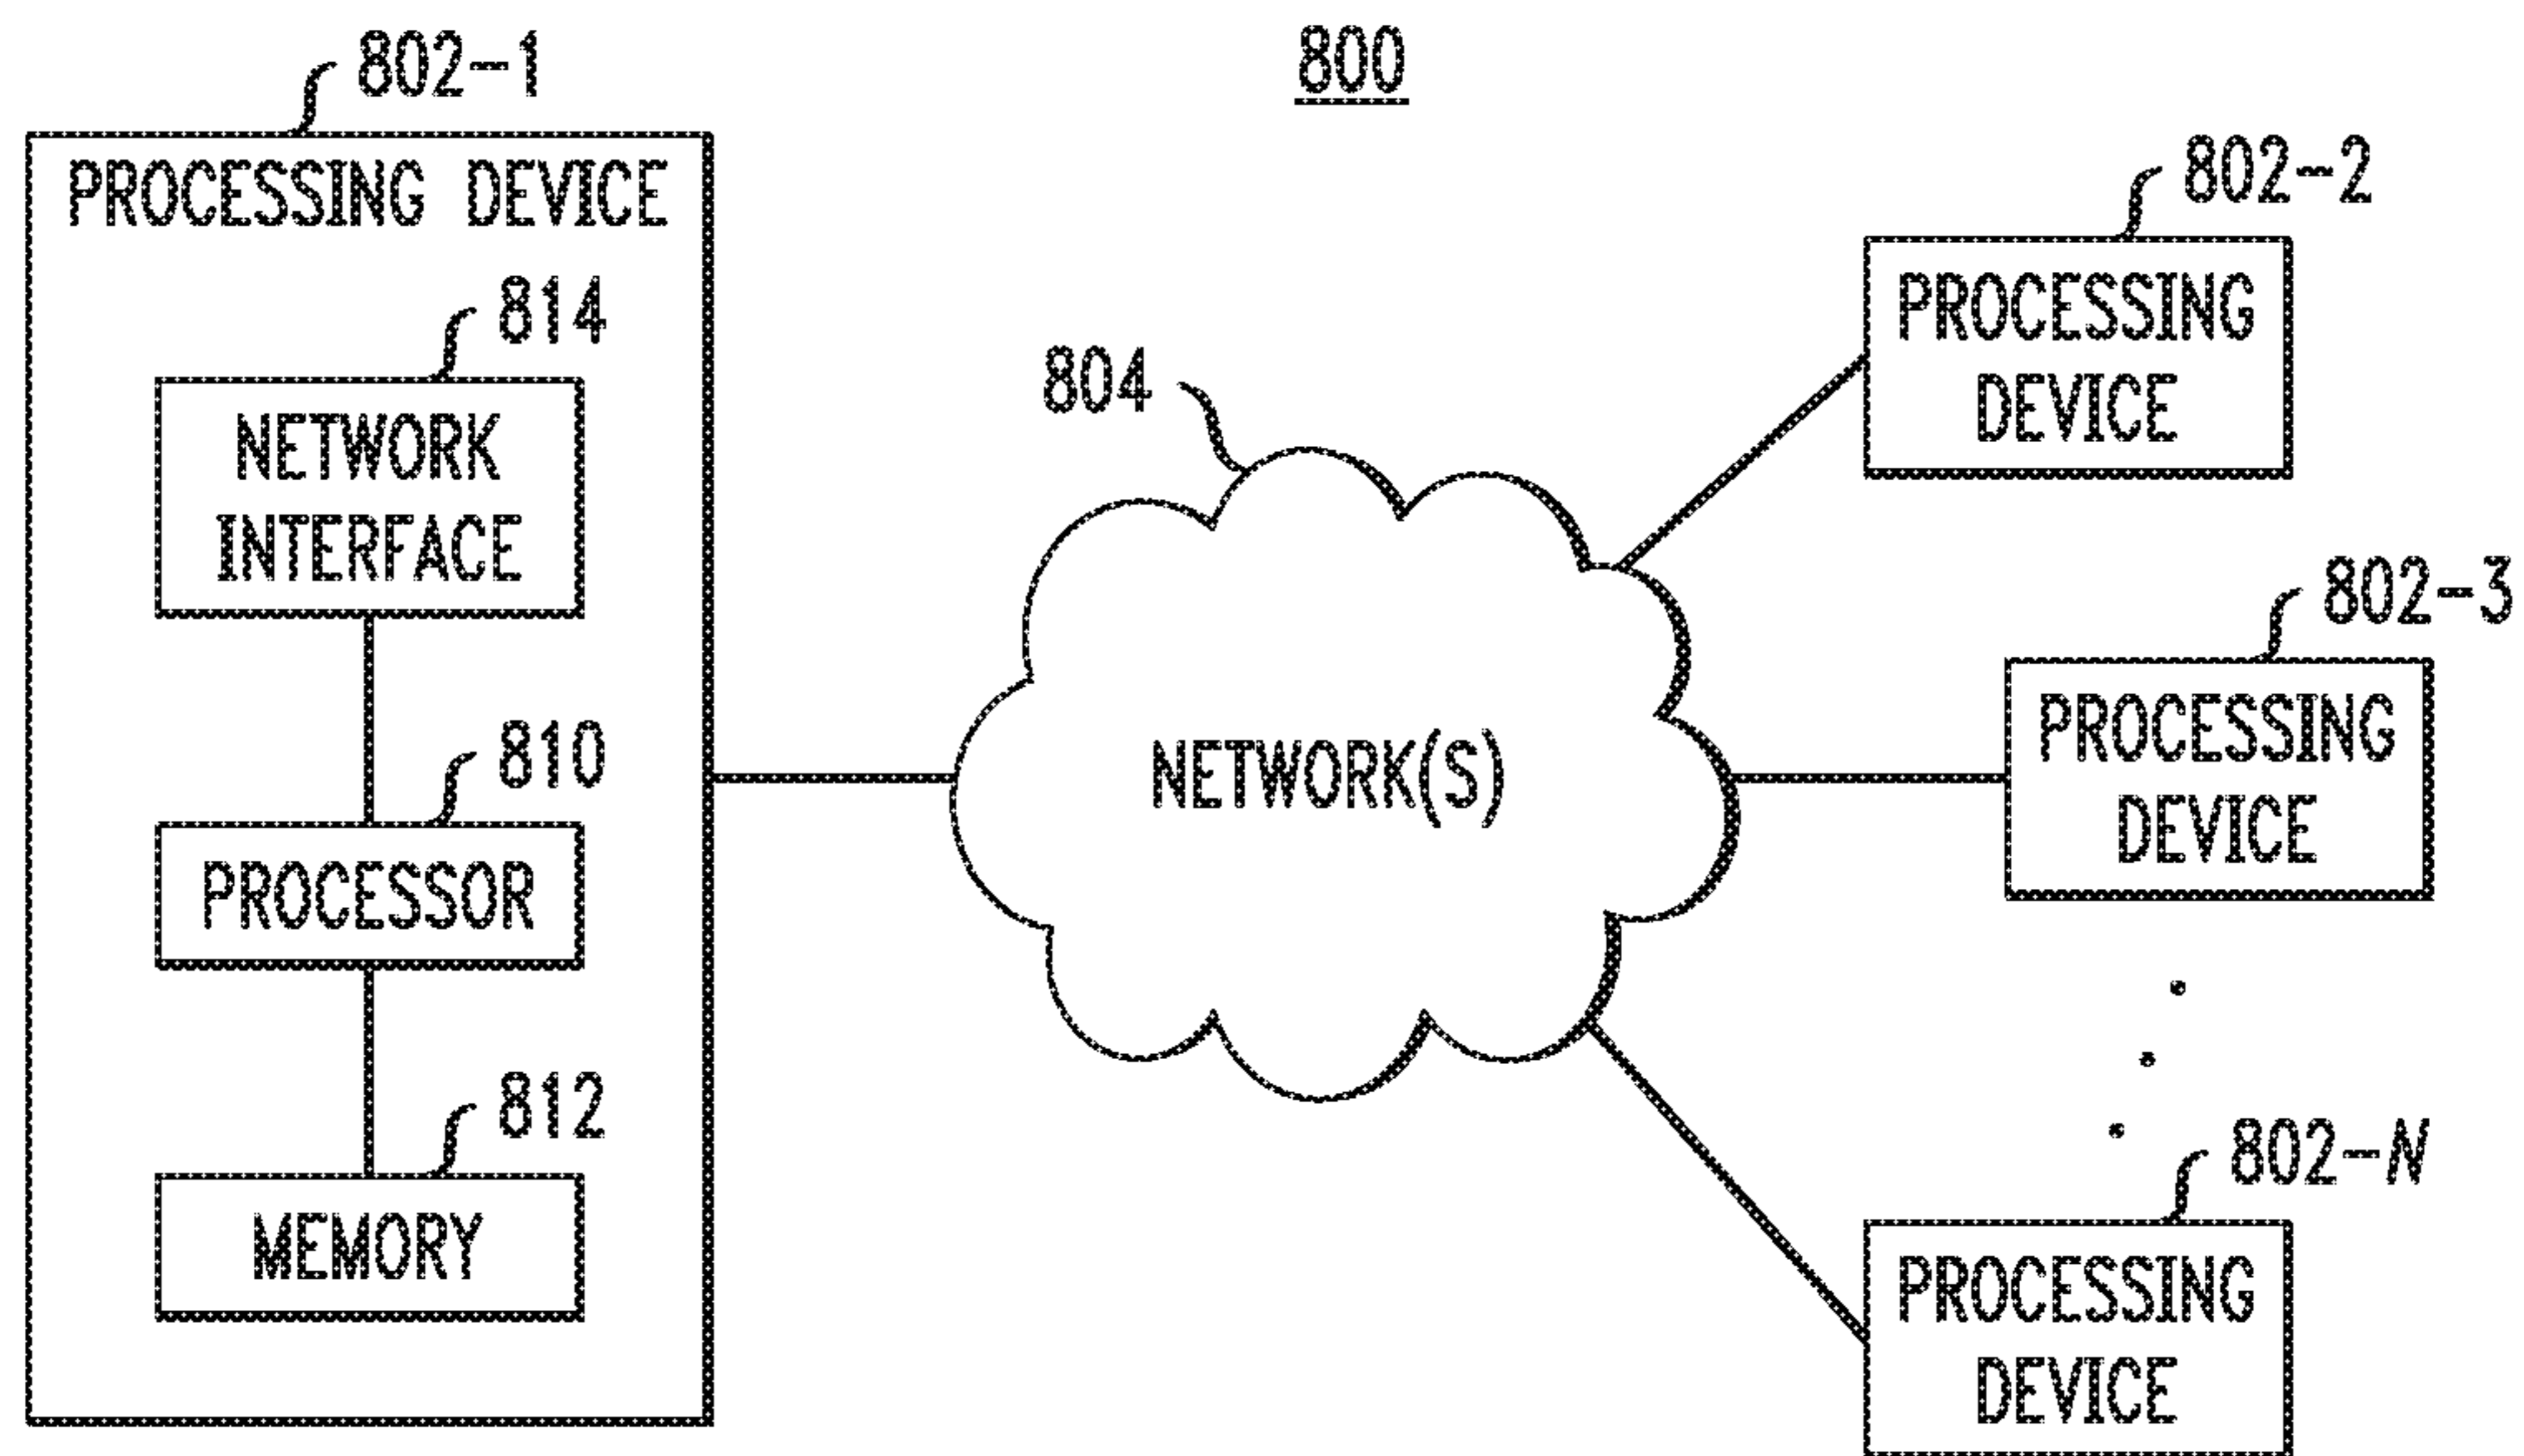 800
802-1
PROCESSING DEVICE
814
NETWORK
INTERFACE
810
PROCESSOR
812
MEMORY
804
NETWORK(S)
802-2
PROCESSING
DEVICE
802-3
PROCESSING
DEVICE
802-N
PROCESSING
DEVICE